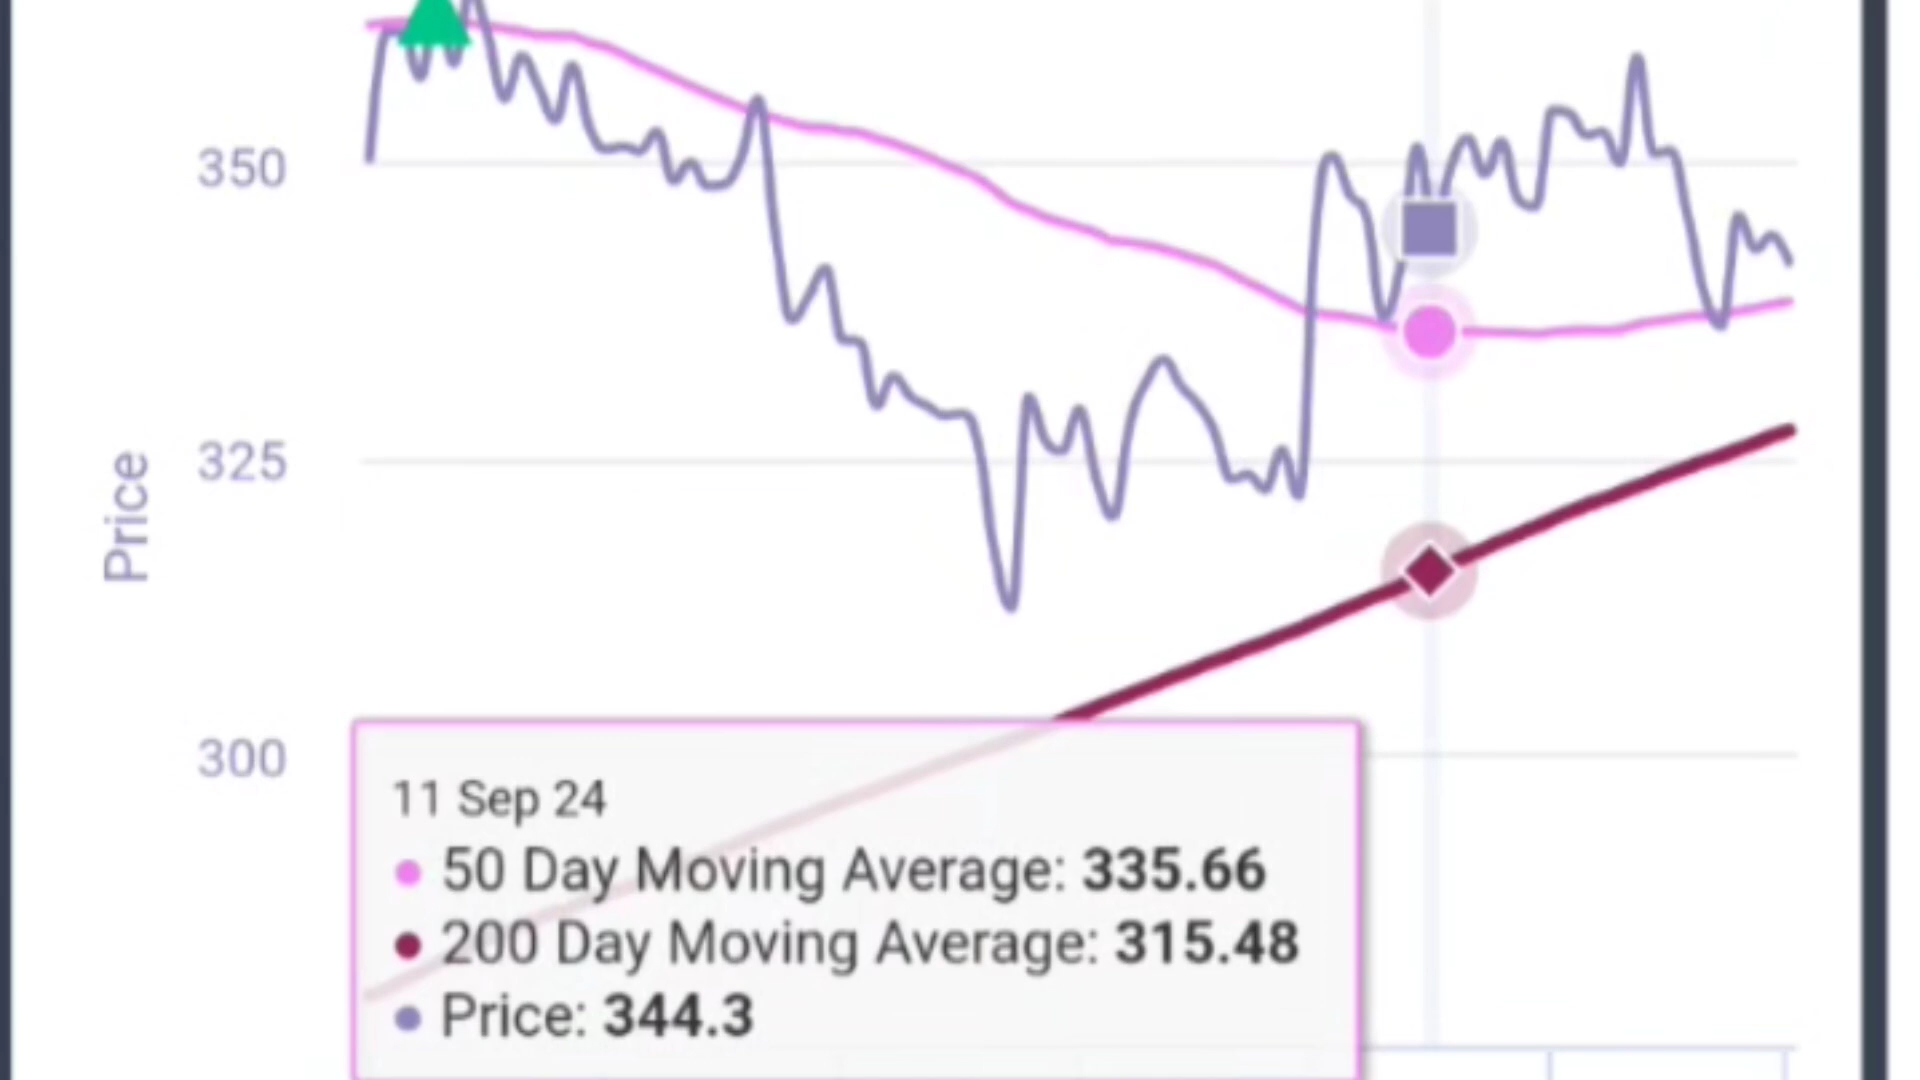 350
325
300
Price
11 Sep 24
50 Day Moving Average: 335.66
200 Day Moving Average: 315.48
Price: 344.3